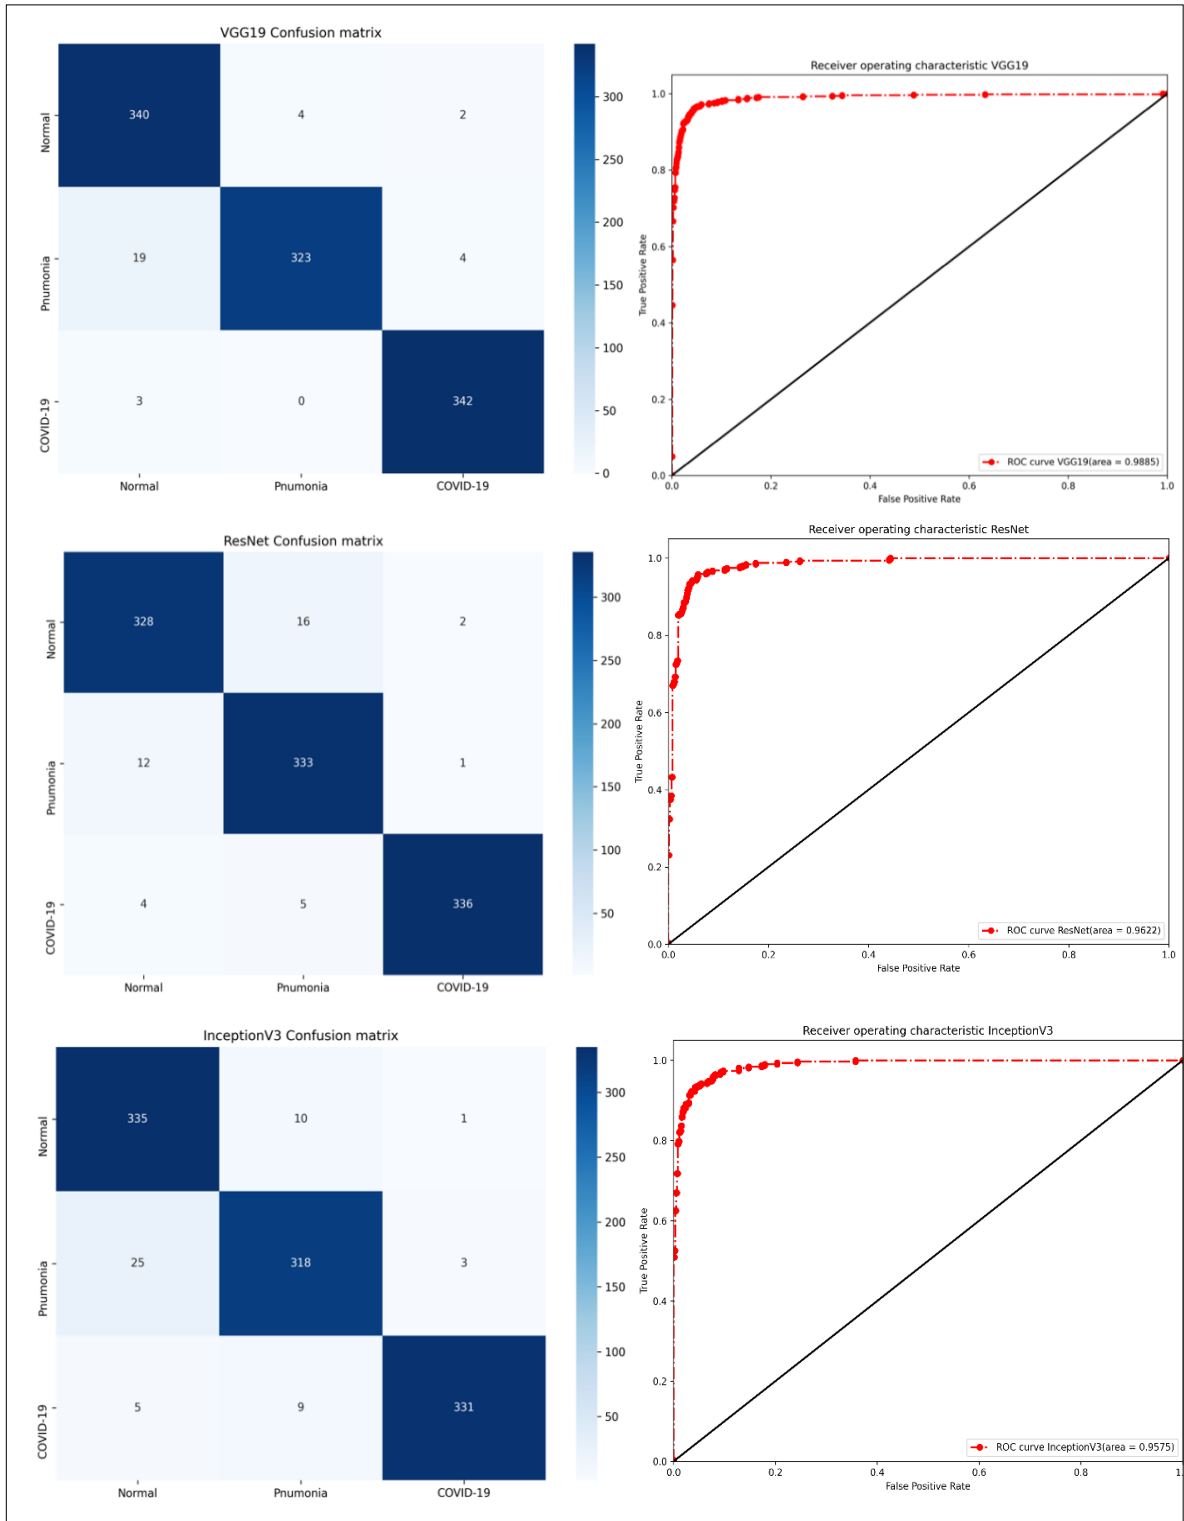 VGG19 Confusion matrix
Normal 340 4 2
Pnumonia 19 323 4
COVID-19 3 0 342
Normal Pnumonia COVID-19
300
250
200
150
100
50
0
Receiver operating characteristic VGG19
True Positive Rate
1.0
0.8
0.6
0.4
0.2
0.0
0.0 0.2 0.4 0.6 0.8 1.0
False Positive Rate
ROC curve VGG19(area = 0.9885)
ResNet Confusion matrix
Normal 328 16 2
Pnumonia 12 333 1
COVID-19 4 5 336
Normal Pnumonia COVID-19
300
250
200
150
100
50
Receiver operating characteristic ResNet
True Positive Rate
1.0
0.8
0.6
0.4
0.2
0.0
0.0 0.2 0.4 0.6 0.8 1.0
False Positive Rate
ROC curve ResNet(area = 0.9622)
InceptionV3 Confusion matrix
Normal 335 10 1
Pnumonia 25 318 3
COVID-19 5 9 331
Normal Pnumonia COVID-19
300
250
200
150
100
50
Receiver operating characteristic InceptionV3
True Positive Rate
1.0
0.8
0.6
0.4
0.2
0.0
0.0 0.2 0.4 0.6 0.8 1.
False Positive Rate
ROC curve InceptionV3(area = 0.9575)